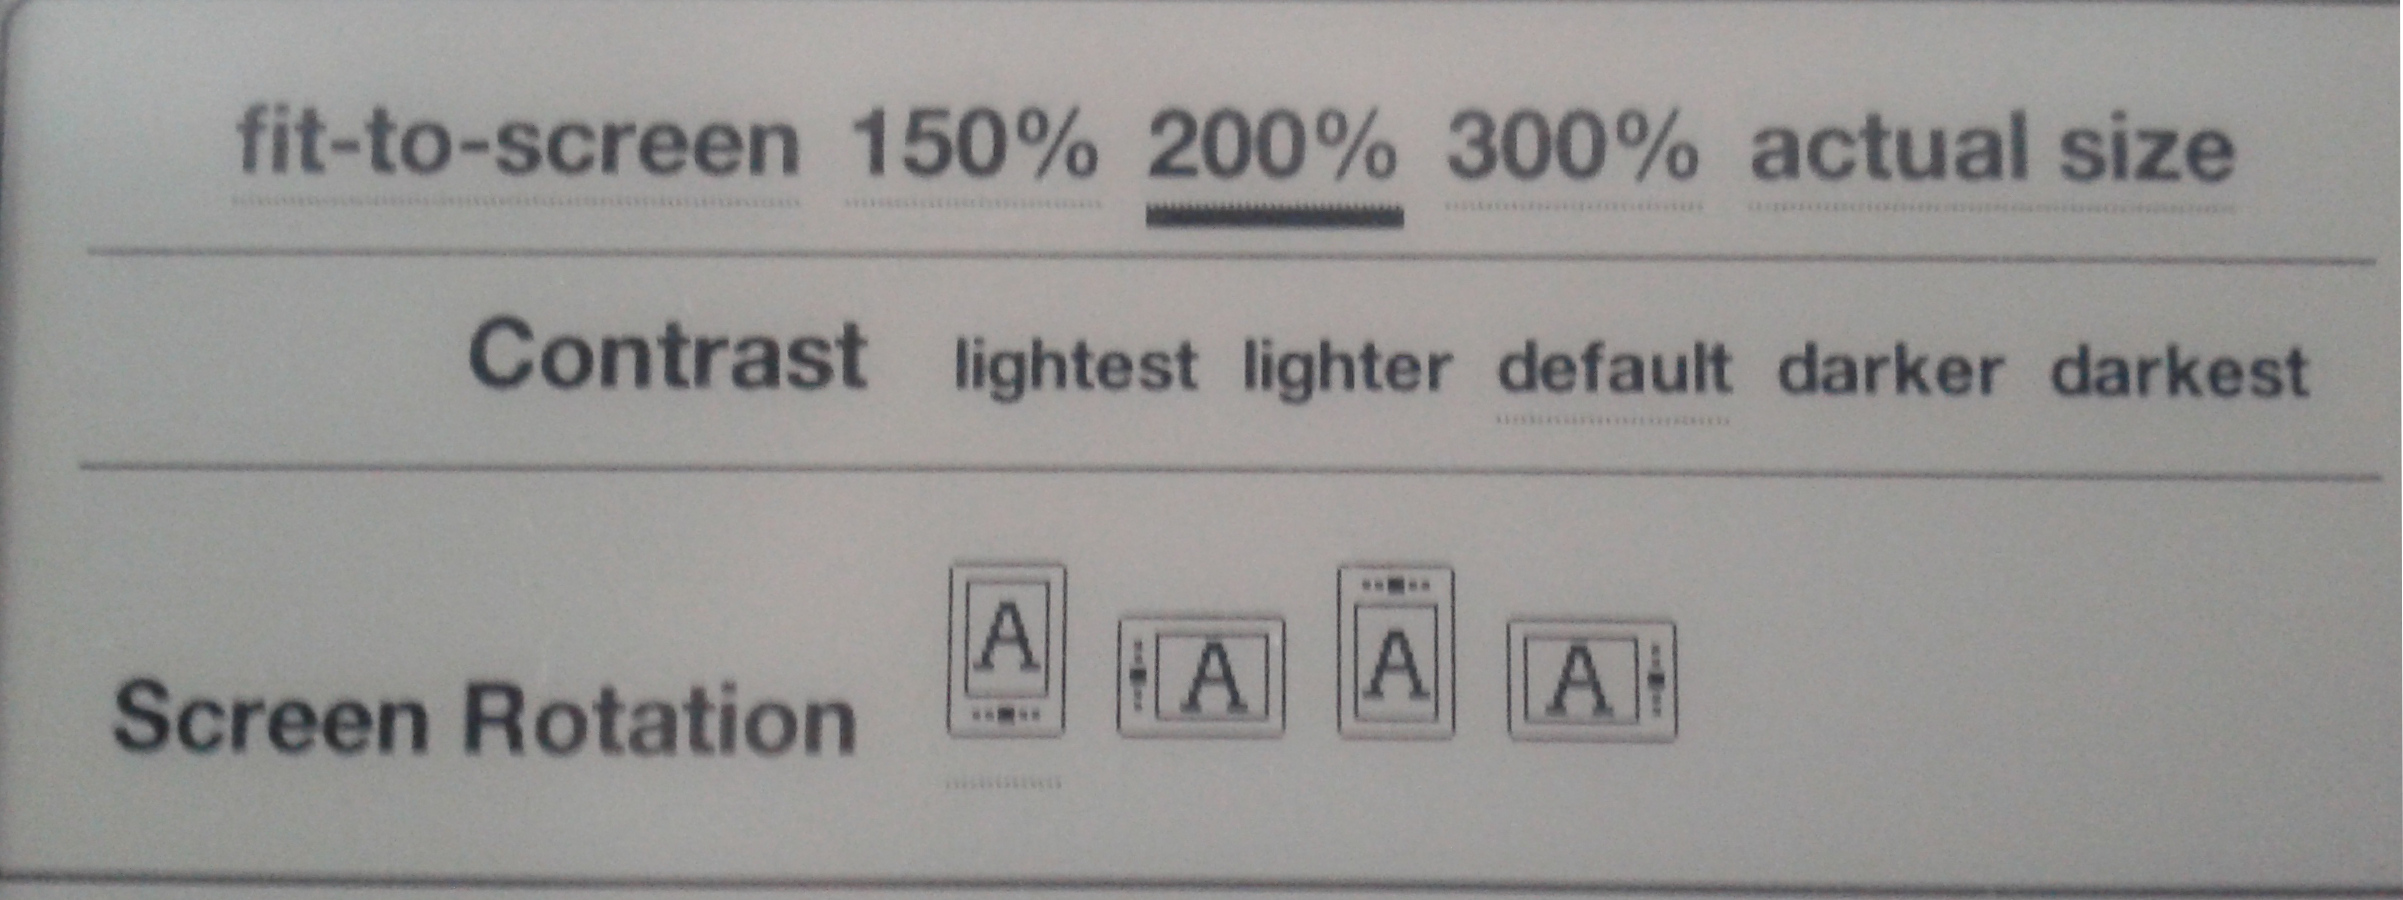 fit-to-screen 150% 200% 300% actual size
Contrast lightest lighter default darker darkest
Screen Rotation A A A A